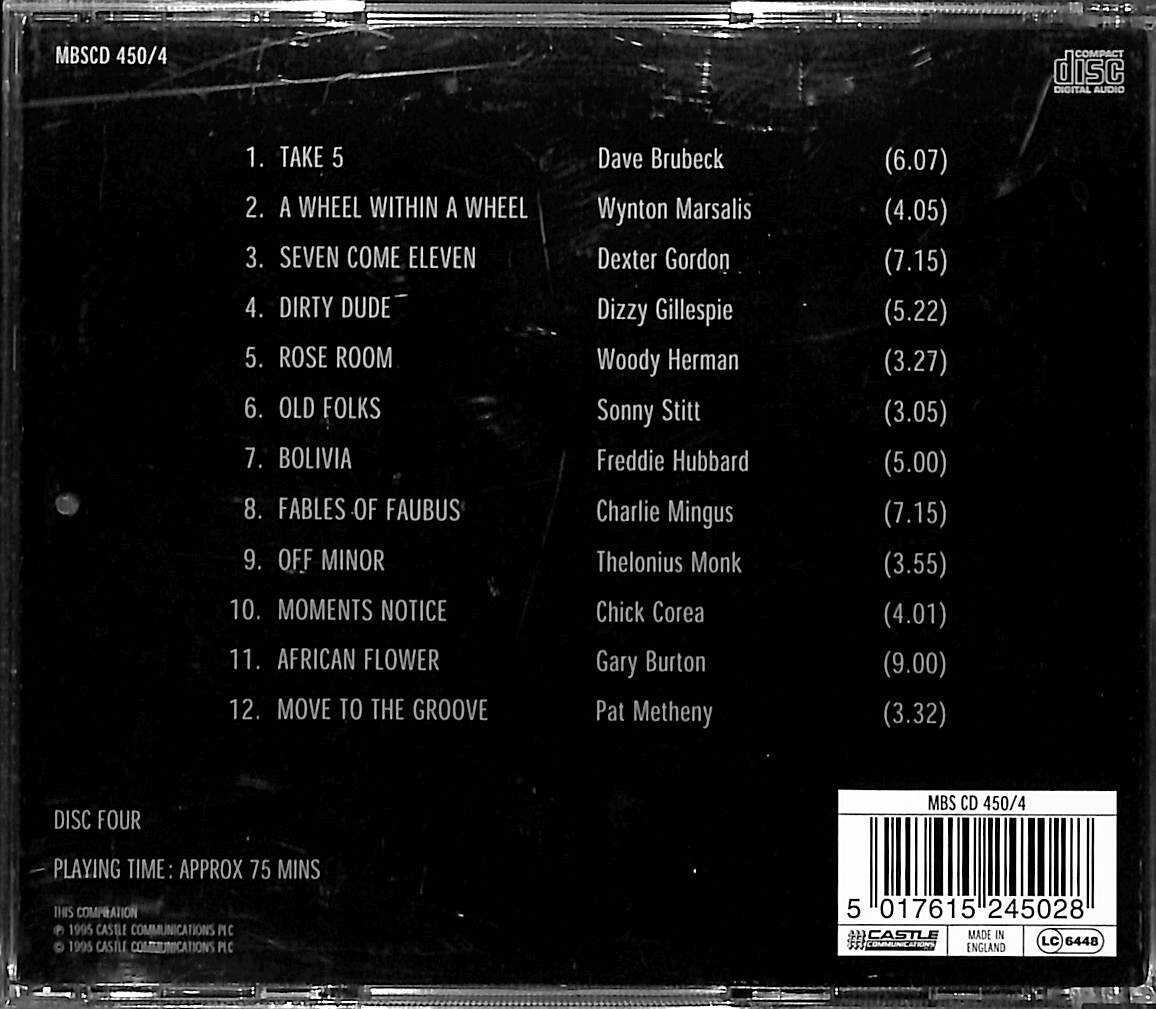 MBSCD 450/4
COMPACT
disc
DIGITAL AUDIO
1. TAKE 5 Dave Brubeck (6.07)
2. A WHEEL WITHIN A WHEEL Wynton Marsalis (4.05)
3. SEVEN COME ELEVEN Dexter Gordon (7.15)
4. DIRTY DUDE Dizzy Gillespie (5.22)
5. ROSE ROOM Woody Herman (3.27)
6. OLD FOLKS Sonny Stitt (3.05)
7. BOLIVIA Freddie Hubbard (5.00)
8. FABLES OF FAUBUS Charlie Mingus (7.15)
9. OFF MINOR Thelonius Monk (3.55)
10. MOMENTS NOTICE Chick Corea (4.01)
11. AFRICAN FLOWER Gary Burton (9.00)
12. MOVE TO THE GROOVE Pat Metheny (3.32)
DISC FOUR
PLAYING TIME: APPROX 75 MINS
THIS COMPILATION
℗ 1995 CASTLE COMMUNICATIONS PLC
© 1995 CASTLE COMMUNICATIONS PLC
MBS CD 450/4
5 017615 245028
CASTLE
COMMUNICATIONS
MADE IN
ENGLAND
LC 6448